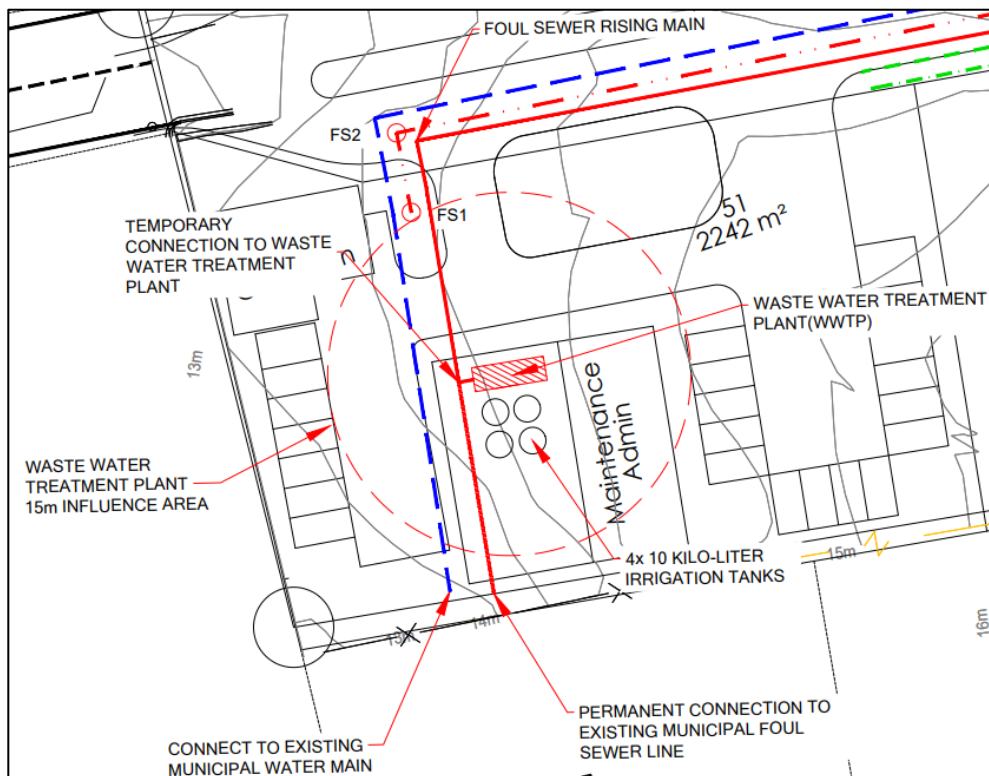 FOUL SEWER RISING MAIN
FS2
FS1
51
2242 m²
TEMPORARY
CONNECTION TO WASTE
WATER TREATMENT
PLANT
WASTE WATER TREATMENT
PLANT(WWTP)
13m
Maintenance
Admin
WASTE WATER
TREATMENT PLANT
15m INFLUENCE AREA
4x 10 KILO-LITER
IRRIGATION TANKS
15m
16m
13m
14m
PERMANENT CONNECTION TO
EXISTING MUNICIPAL FOUL
SEWER LINE
CONNECT TO EXISTING
MUNICIPAL WATER MAIN